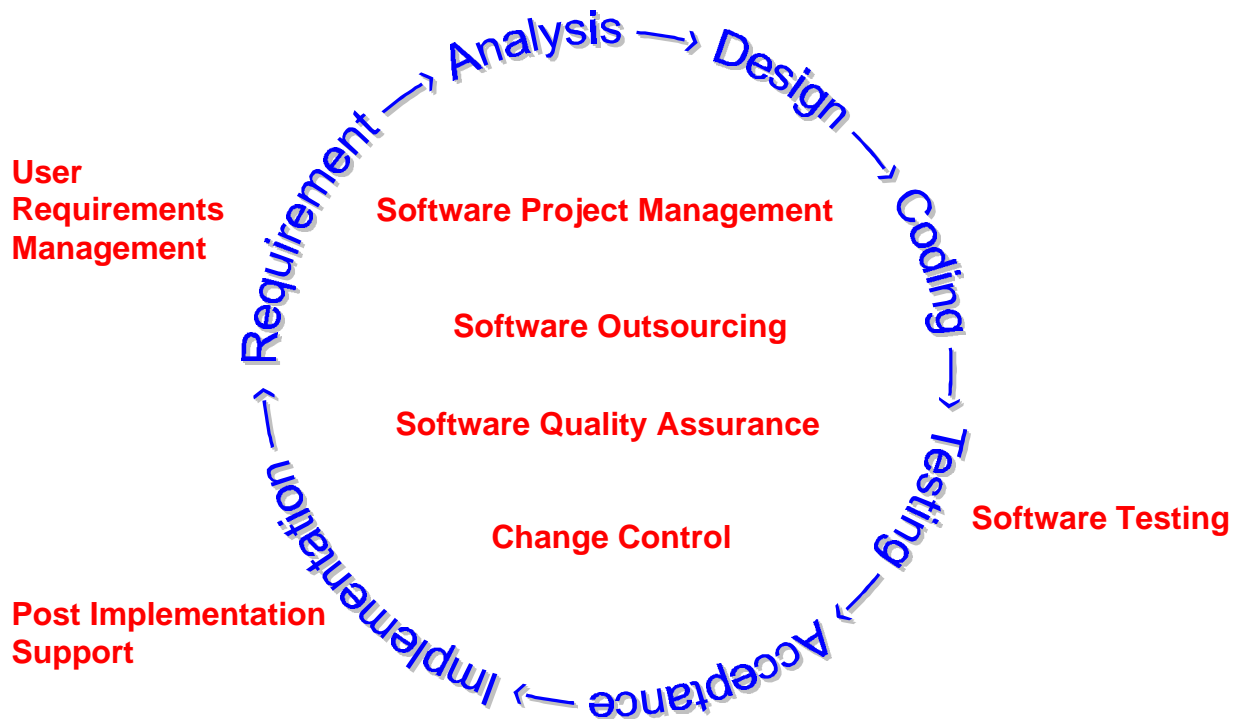 Requirement → Analysis → Design → Coding → Testing → Acceptance → Implementation →
User
Requirements
Management
Software Project Management
Software Outsourcing
Software Quality Assurance
Change Control
Software Testing
Post Implementation
Support